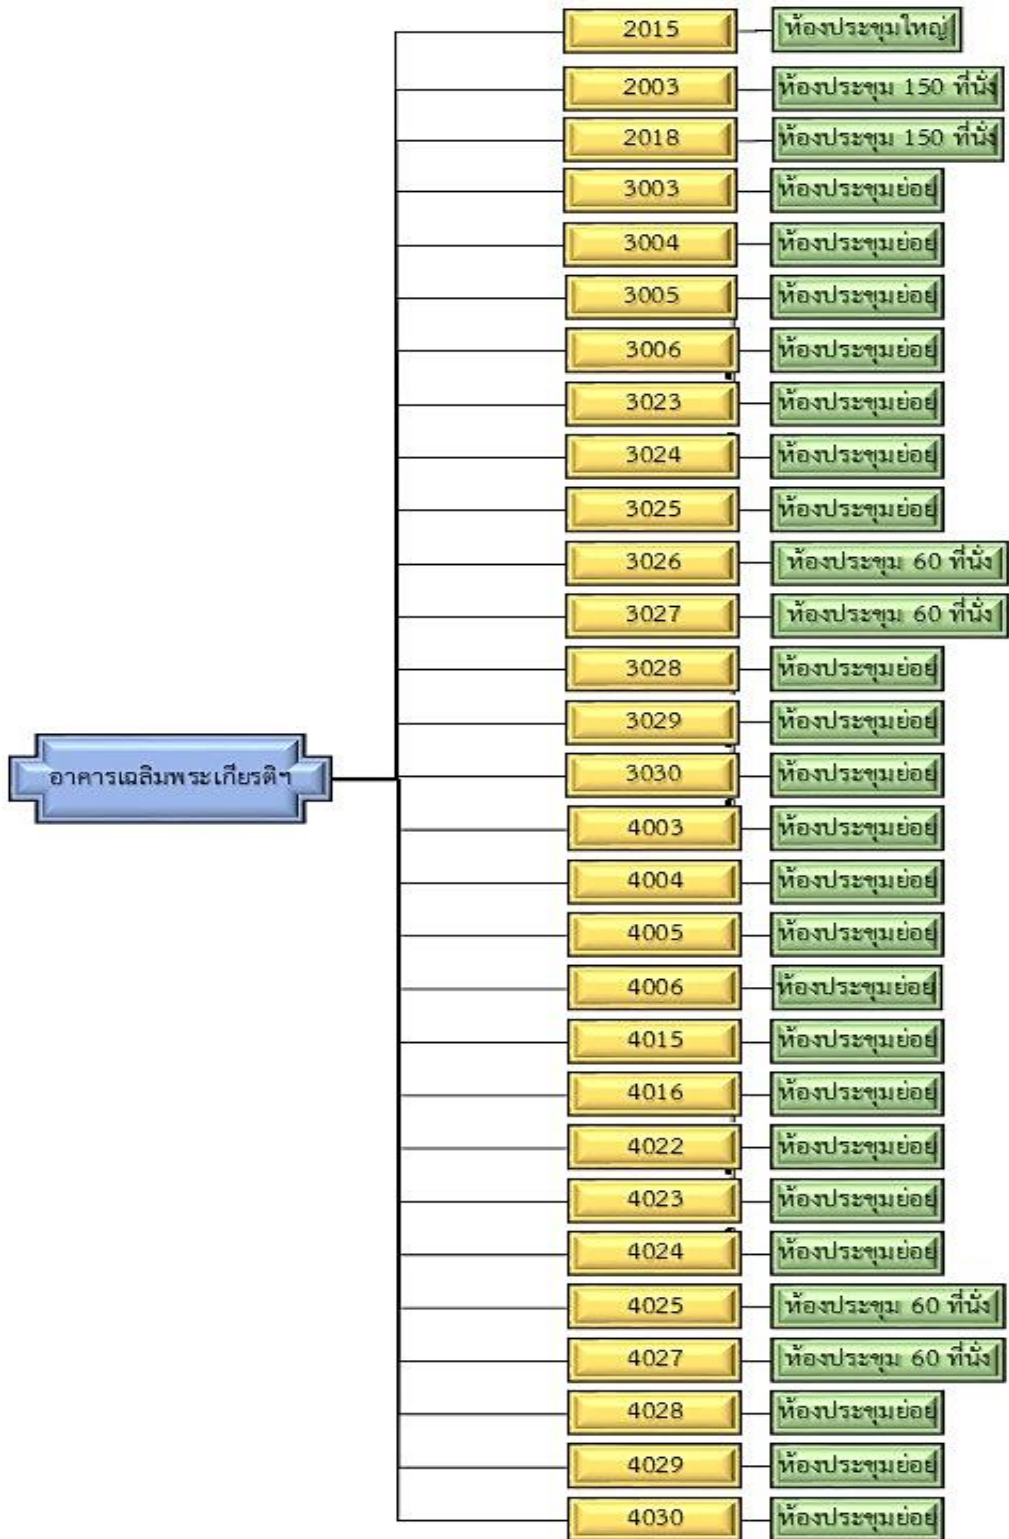 2015 ห้องประชุมใหญ่
2003 ห้องประชุม 150 ที่นั่ง
2018 ห้องประชุม 150 ที่นั่ง
3003 ห้องประชุมย่อย
3004 ห้องประชุมย่อย
3005 ห้องประชุมย่อย
3006 ห้องประชุมย่อย
3023 ห้องประชุมย่อย
3024 ห้องประชุมย่อย
3025 ห้องประชุมย่อย
3026 ห้องประชุม 60 ที่นั่ง
3027 ห้องประชุม 60 ที่นั่ง
3028 ห้องประชุมย่อย
3029 ห้องประชุมย่อย
อาคารเฉลิมพระเกียรติฯ 3030 ห้องประชุมย่อย
4003 ห้องประชุมย่อย
4004 ห้องประชุมย่อย
4005 ห้องประชุมย่อย
4006 ห้องประชุมย่อย
4015 ห้องประชุมย่อย
4016 ห้องประชุมย่อย
4022 ห้องประชุมย่อย
4023 ห้องประชุมย่อย
4024 ห้องประชุมย่อย
4025 ห้องประชุม 60 ที่นั่ง
4027 ห้องประชุม 60 ที่นั่ง
4028 ห้องประชุมย่อย
4029 ห้องประชุมย่อย
4030 ห้องประชุมย่อย